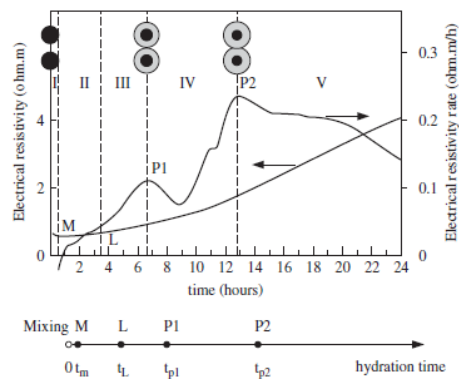 I II III IV P2 V
Electrical resistivity (o hm.m)
4
2
0
Electrical resistivity rate (o hm.m/h)
0.3
0.2
0.1
0
P1
M
L
0 2 4 6 8 10 12 14 16 18 20 22 24
time (hours)
Mixing M L P1 P2
0 tm tL tp1 tp2 hydration time